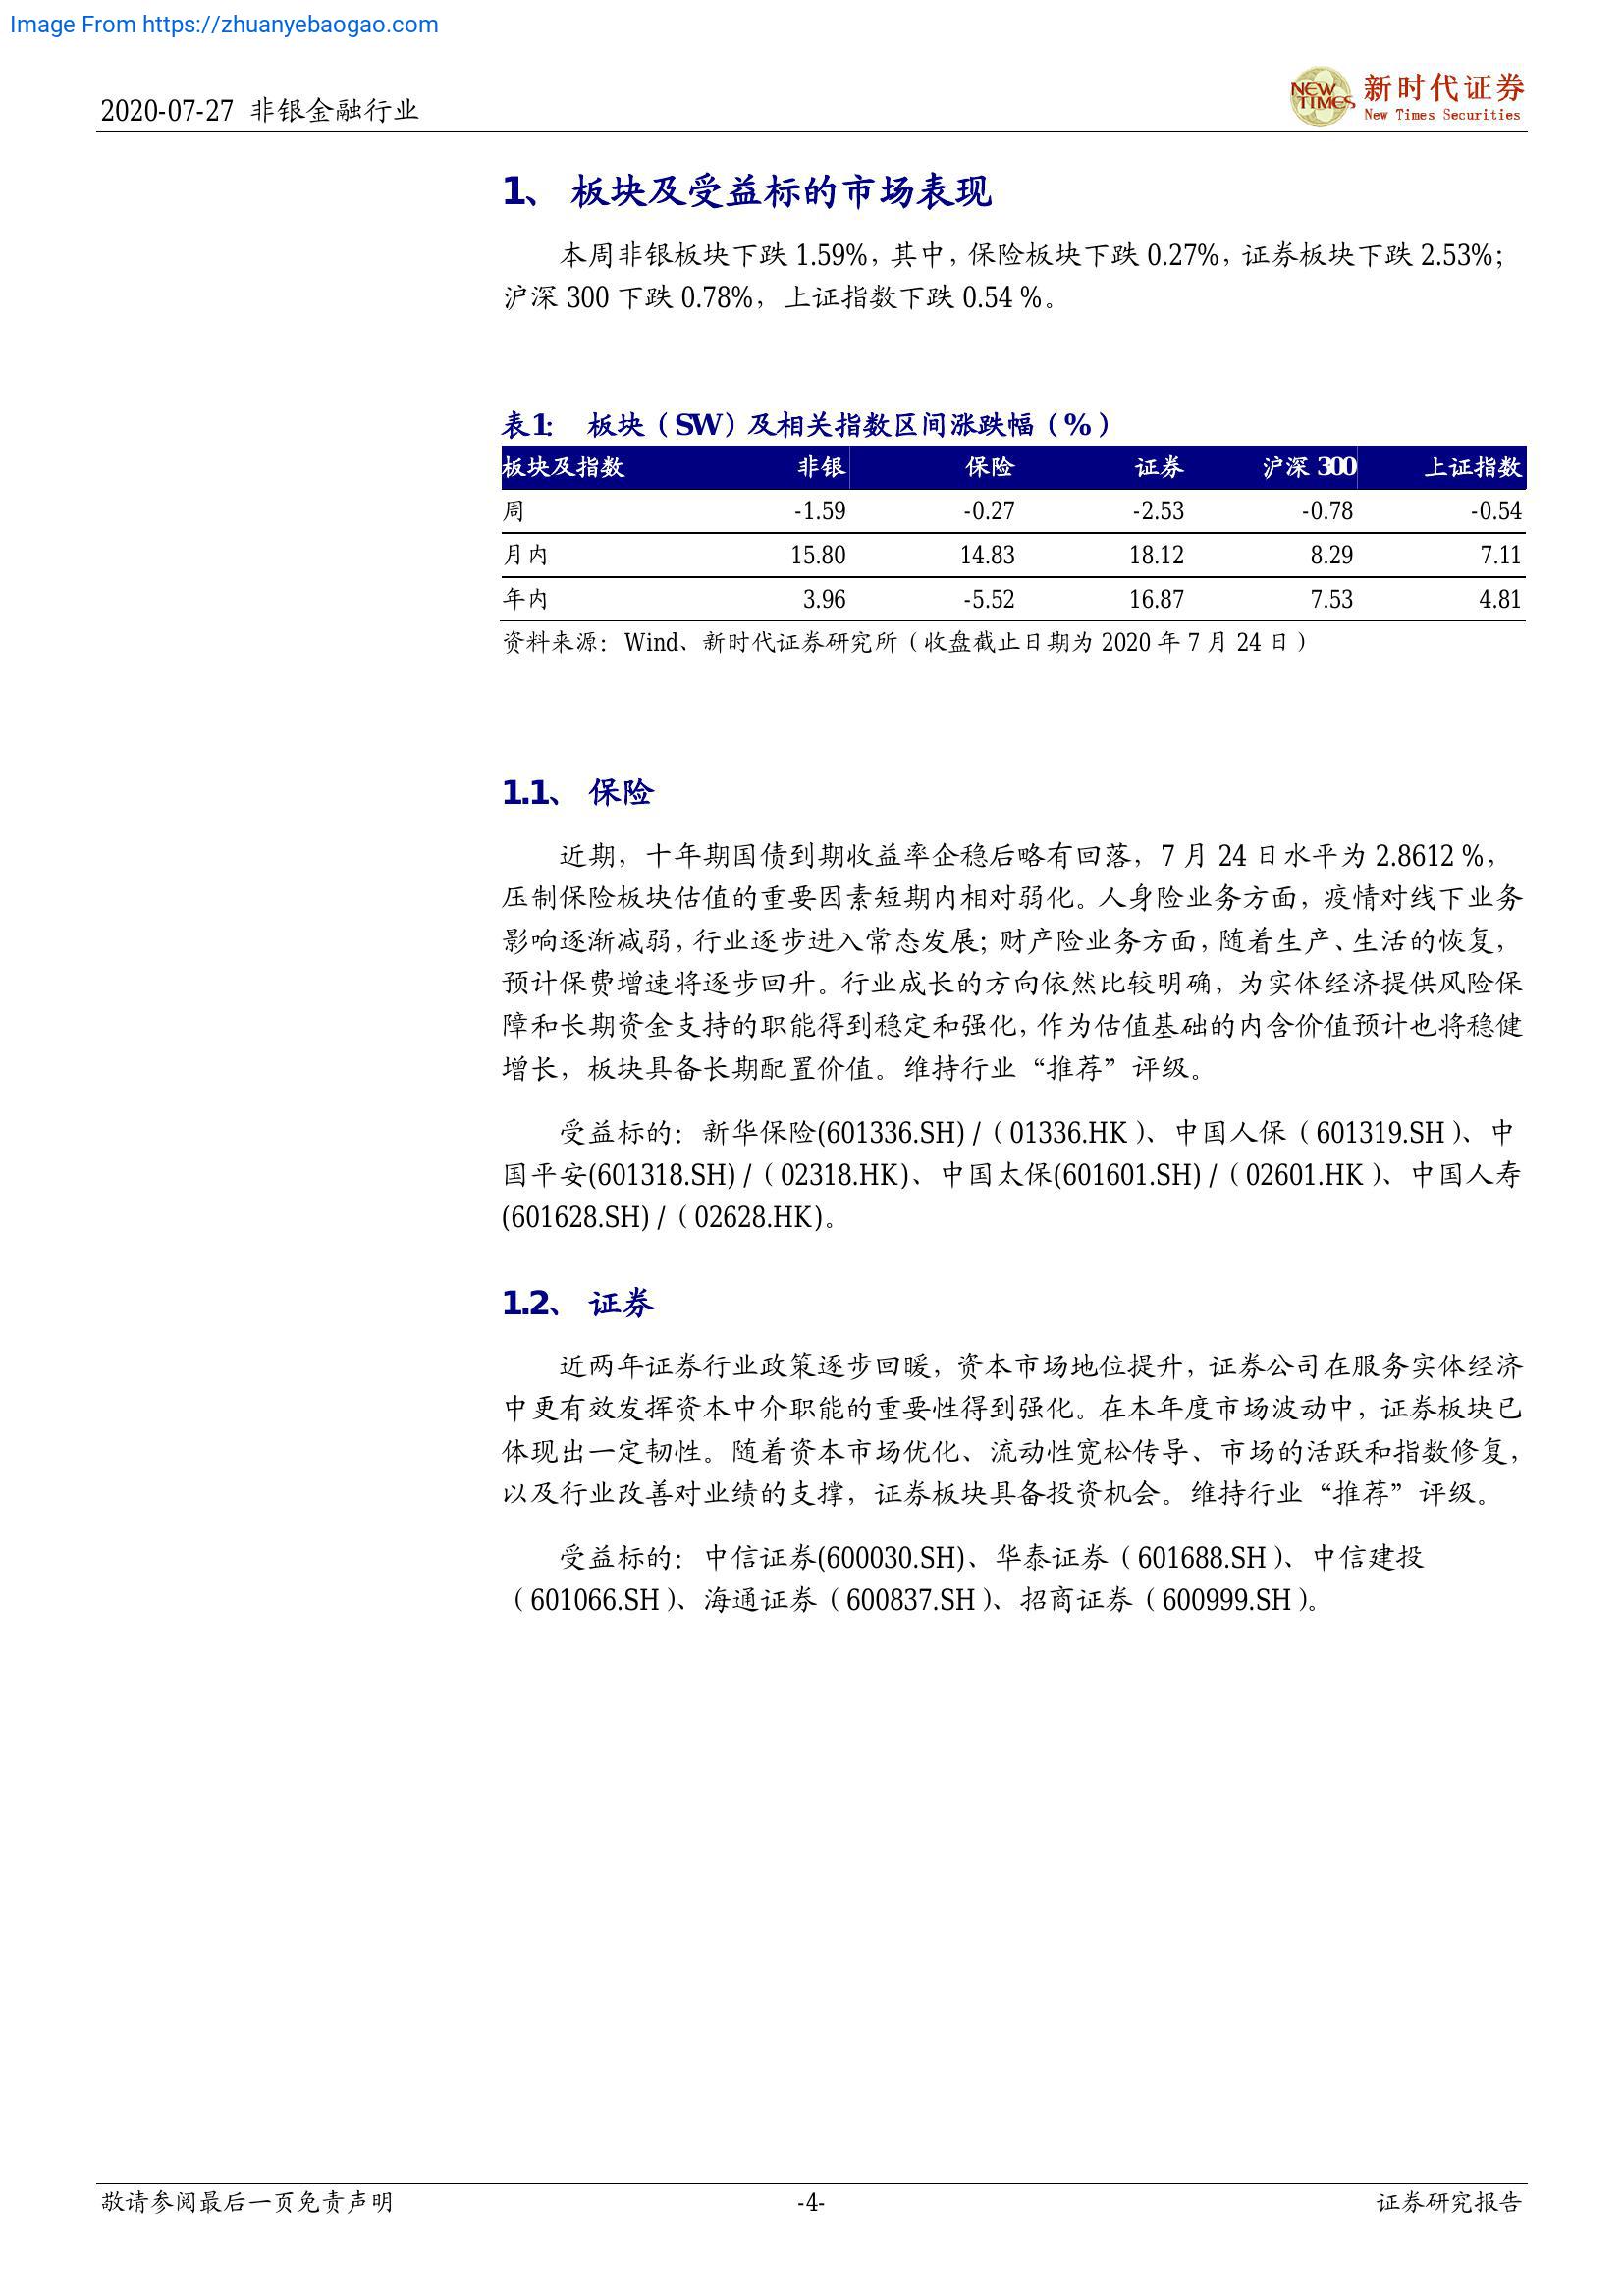 Image From https://zhuanyebaogao.com
2020-07-27 非银金融行业
NEW TIMES
新时代证券
New Times Securities
1、 板块及受益标的市场表现
本周非银板块下跌 1.59%，其中，保险板块下跌 0.27%，证券板块下跌 2.53%；
沪深 300 下跌 0.78%，上证指数下跌 0.54 %。
表1： 板块（SW）及相关指数区间涨跌幅（%）
板块及指数 非银 保险 证券 沪深 300 上证指数
周 -1.59 -0.27 -2.53 -0.78 -0.54
月内 15.80 14.83 18.12 8.29 7.11
年内 3.96 -5.52 16.87 7.53 4.81
资料来源：Wind、新时代证券研究所（收盘截止日期为 2020 年 7 月 24 日）
1.1、 保险
近期，十年期国债到期收益率企稳后略有回落，7 月 24 日水平为 2.8612 %，
压制保险板块估值的重要因素短期内相对弱化。人身险业务方面，疫情对线下业务
影响逐渐减弱，行业逐步进入常态发展；财产险业务方面，随着生产、生活的恢复，
预计保费增速将逐步回升。行业成长的方向依然比较明确，为实体经济提供风险保
障和长期资金支持的职能得到稳定和强化，作为估值基础的内含价值预计也将稳健
增长，板块具备长期配置价值。维持行业“推荐”评级。
受益标的：新华保险(601336.SH) /（01336.HK）、中国人保（601319.SH）、中
国平安(601318.SH) /（02318.HK)、中国太保(601601.SH) /（02601.HK）、中国人寿
(601628.SH) /（02628.HK)。
1.2、 证券
近两年证券行业政策逐步回暖，资本市场地位提升，证券公司在服务实体经济
中更有效发挥资本中介职能的重要性得到强化。在本年度市场波动中，证券板块已
体现出一定韧性。随着资本市场优化、流动性宽松传导、市场的活跃和指数修复，
以及行业改善对业绩的支撑，证券板块具备投资机会。维持行业“推荐”评级。
受益标的：中信证券(600030.SH)、华泰证券（601688.SH）、中信建投
（601066.SH）、海通证券（600837.SH）、招商证券（600999.SH）。
敬请参阅最后一页免责声明 -4- 证券研究报告